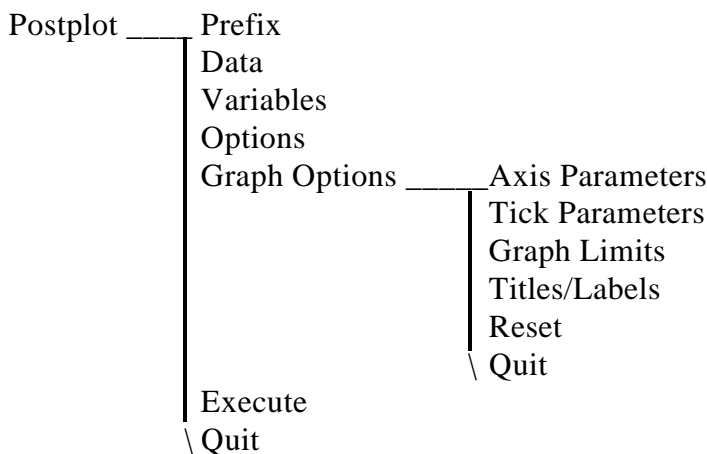 Postplot ____ Prefix
Data
Variables
Options
Graph Options _____Axis Parameters
Tick Parameters
Graph Limits
Titles/Labels
Reset
\ Quit
Execute
\ Quit